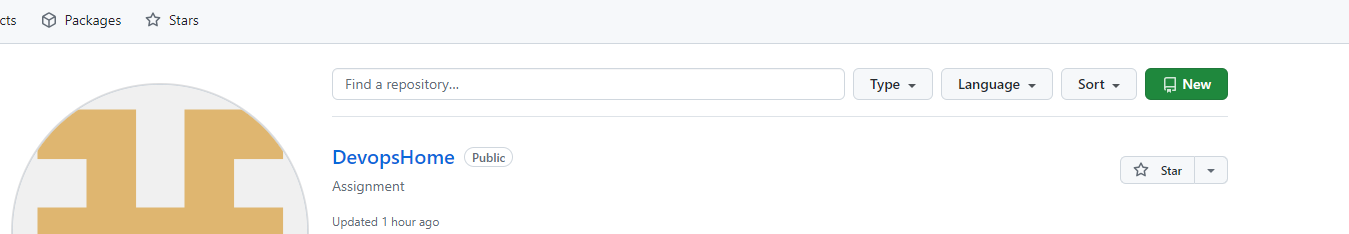 cts Packages Stars
Find a repository...
Type Language Sort New
DevopsHome Public
Star
Assignment
Updated 1 hour ago